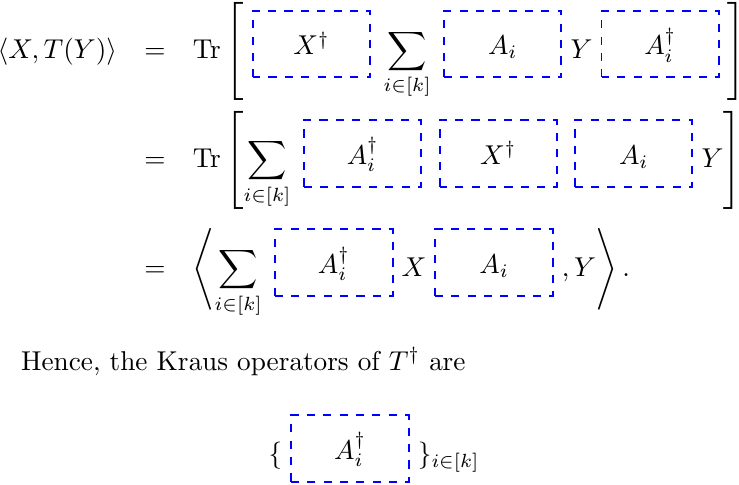 ⟨X, T(Y)⟩ = Tr [ X† ∑_{i∈[k]} A_i Y A_i† ]
= Tr [ ∑_{i∈[k]} A_i† X† A_i Y ]
= ⟨ ∑_{i∈[k]} A_i† X A_i , Y ⟩ .
Hence, the Kraus operators of T† are
{ A_i† }_{i∈[k]}